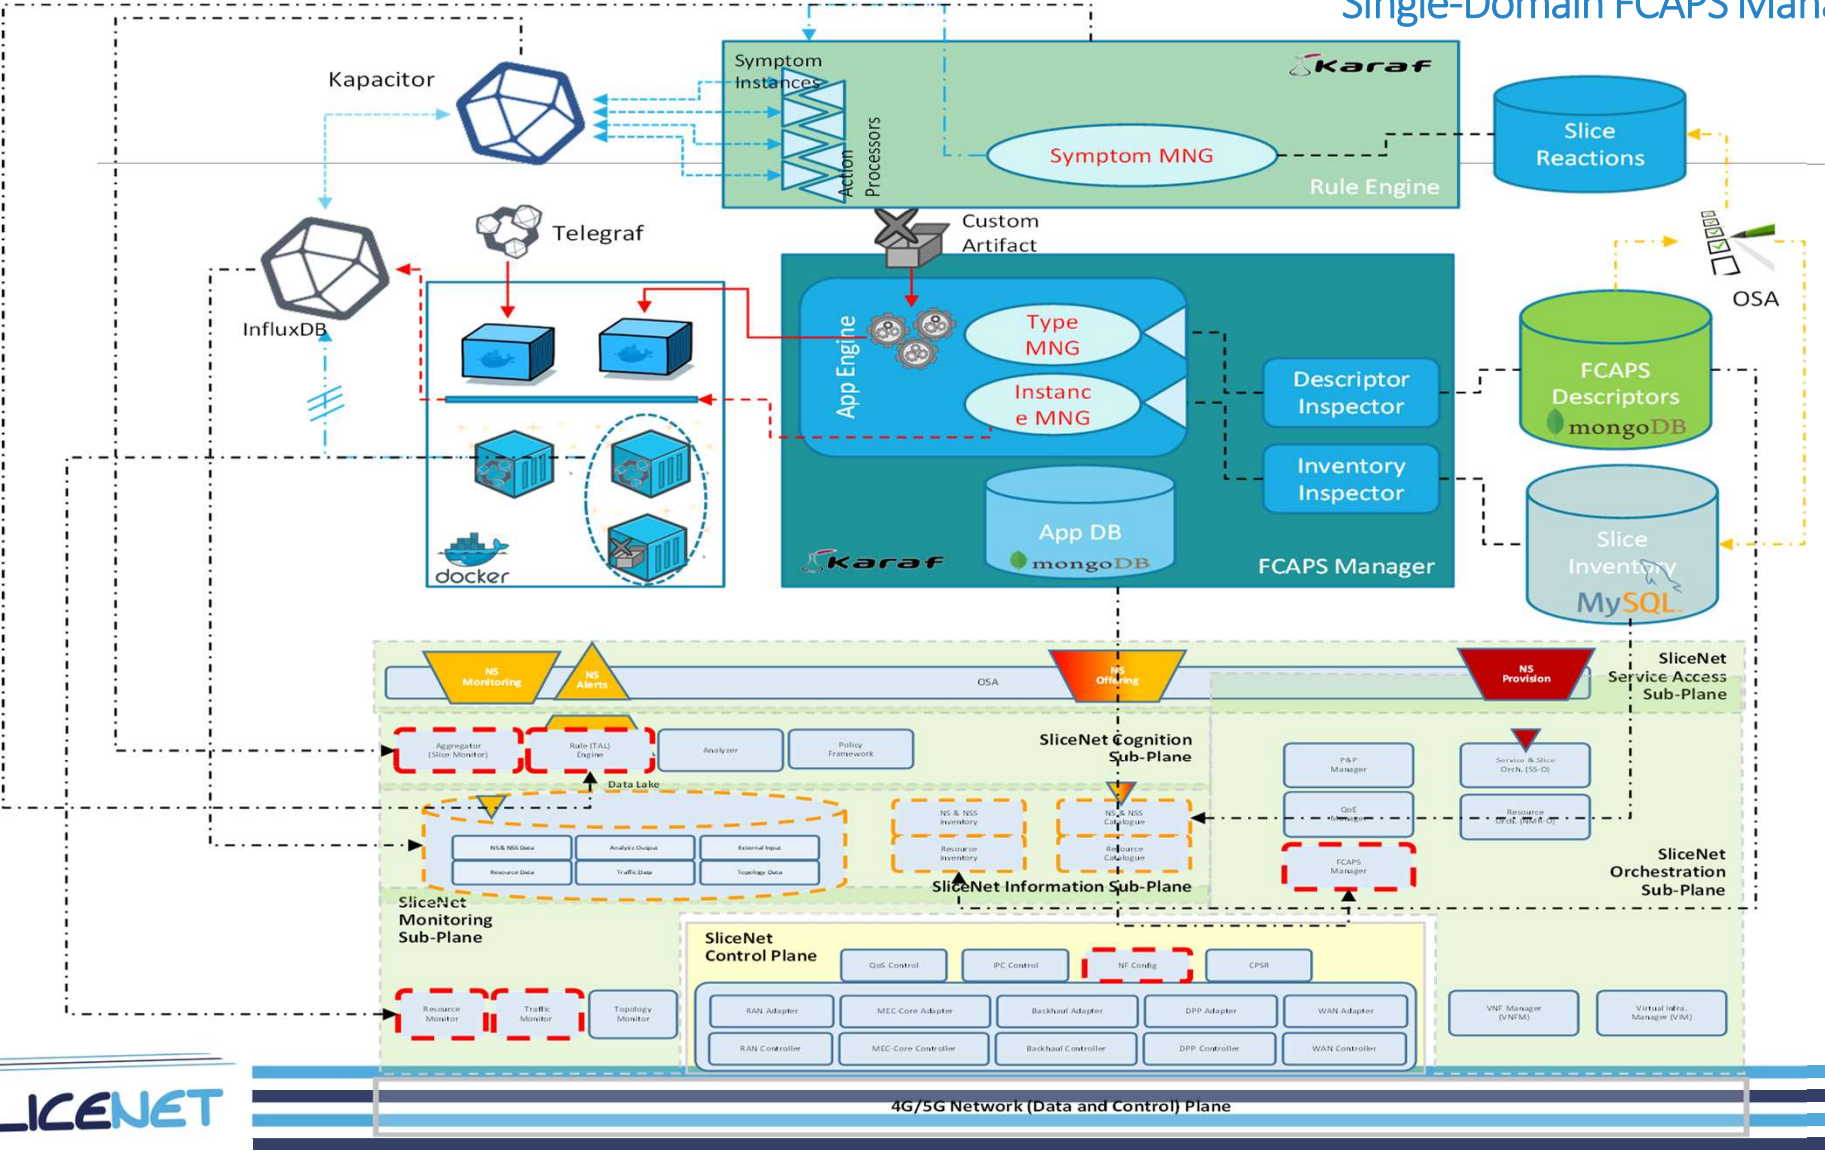 Single-Domain FCAPS Mana
Kapacitor
Symptom
Instances
Action
Processors
Karaf
Symptom MNG
Rule Engine
Slice
Reactions
Telegraf
Custom
Artifact
InfluxDB
OSA
App Engine
Type
MNG
Instanc
e MNG
Descriptor
Inspector
Inventory
Inspector
FCAPS
Descriptors
mongoDB
App DB
mongoDB
Karaf
FCAPS Manager
docker
Slice
Inventory
MySQL
NS
Monitoring
NS
Alerts
OSA
NS
Offering
NS
Provision
SliceNet
Service Access
Sub-Plane
Aggregator
(Slice Monitor)
Rule (TAL)
Engine
Analyzer
Policy
Framework
SliceNet Cognition
Sub-Plane
P&P
Manager
Service & Slice
Orch. (SS-O)
Data Lake
NS & NSS
Inventory
NS & NSS
Catalogue
QoE
Manager
Resource
Orch. (NMR-O)
NS & NSS Data
Analytic Output
External Input
Resource
Inventory
Resource
Catalogue
Resource Data
Traffic Data
Topology Data
FCAPS
Manager
SliceNet
Orchestration
Sub-Plane
SliceNet Information Sub-Plane
SliceNet
Monitoring
Sub-Plane
SliceNet
Control Plane
QoS Control
IPC Control
NF Config
CPSR
Resource
Monitor
Traffic
Monitor
Topology
Monitor
RAN Adapter
MEC-Core Adapter
Backhaul Adapter
DPP Adapter
WAN Adapter
RAN Controller
MEC-Core Controller
Backhaul Controller
DPP Controller
WAN Controller
VNF Manager
(VNFM)
Virtual Infra.
Manager (VIM)
LICENET
4G/5G Network (Data and Control) Plane